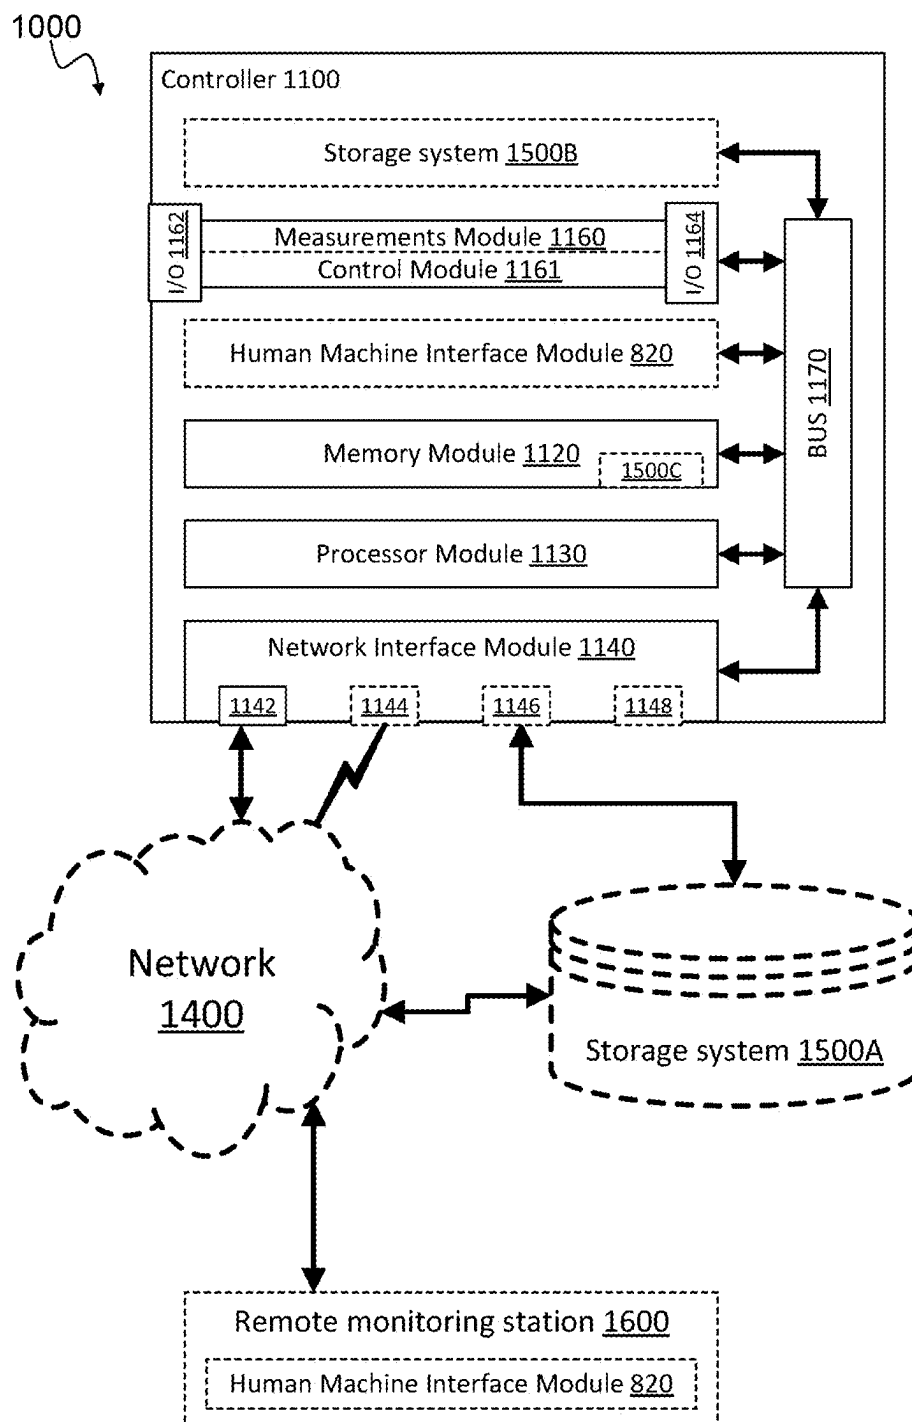 1000
Controller 1100
Storage system 1500B
I/O 1162
Measurements Module 1160
Control Module 1161
I/O 1164
Human Machine Interface Module 820
BUS 1170
Memory Module 1120
1500C
Processor Module 1130
Network Interface Module 1140
1142
1144
1146
1148
Network
1400
Storage system 1500A
Remote monitoring station 1600
Human Machine Interface Module 820